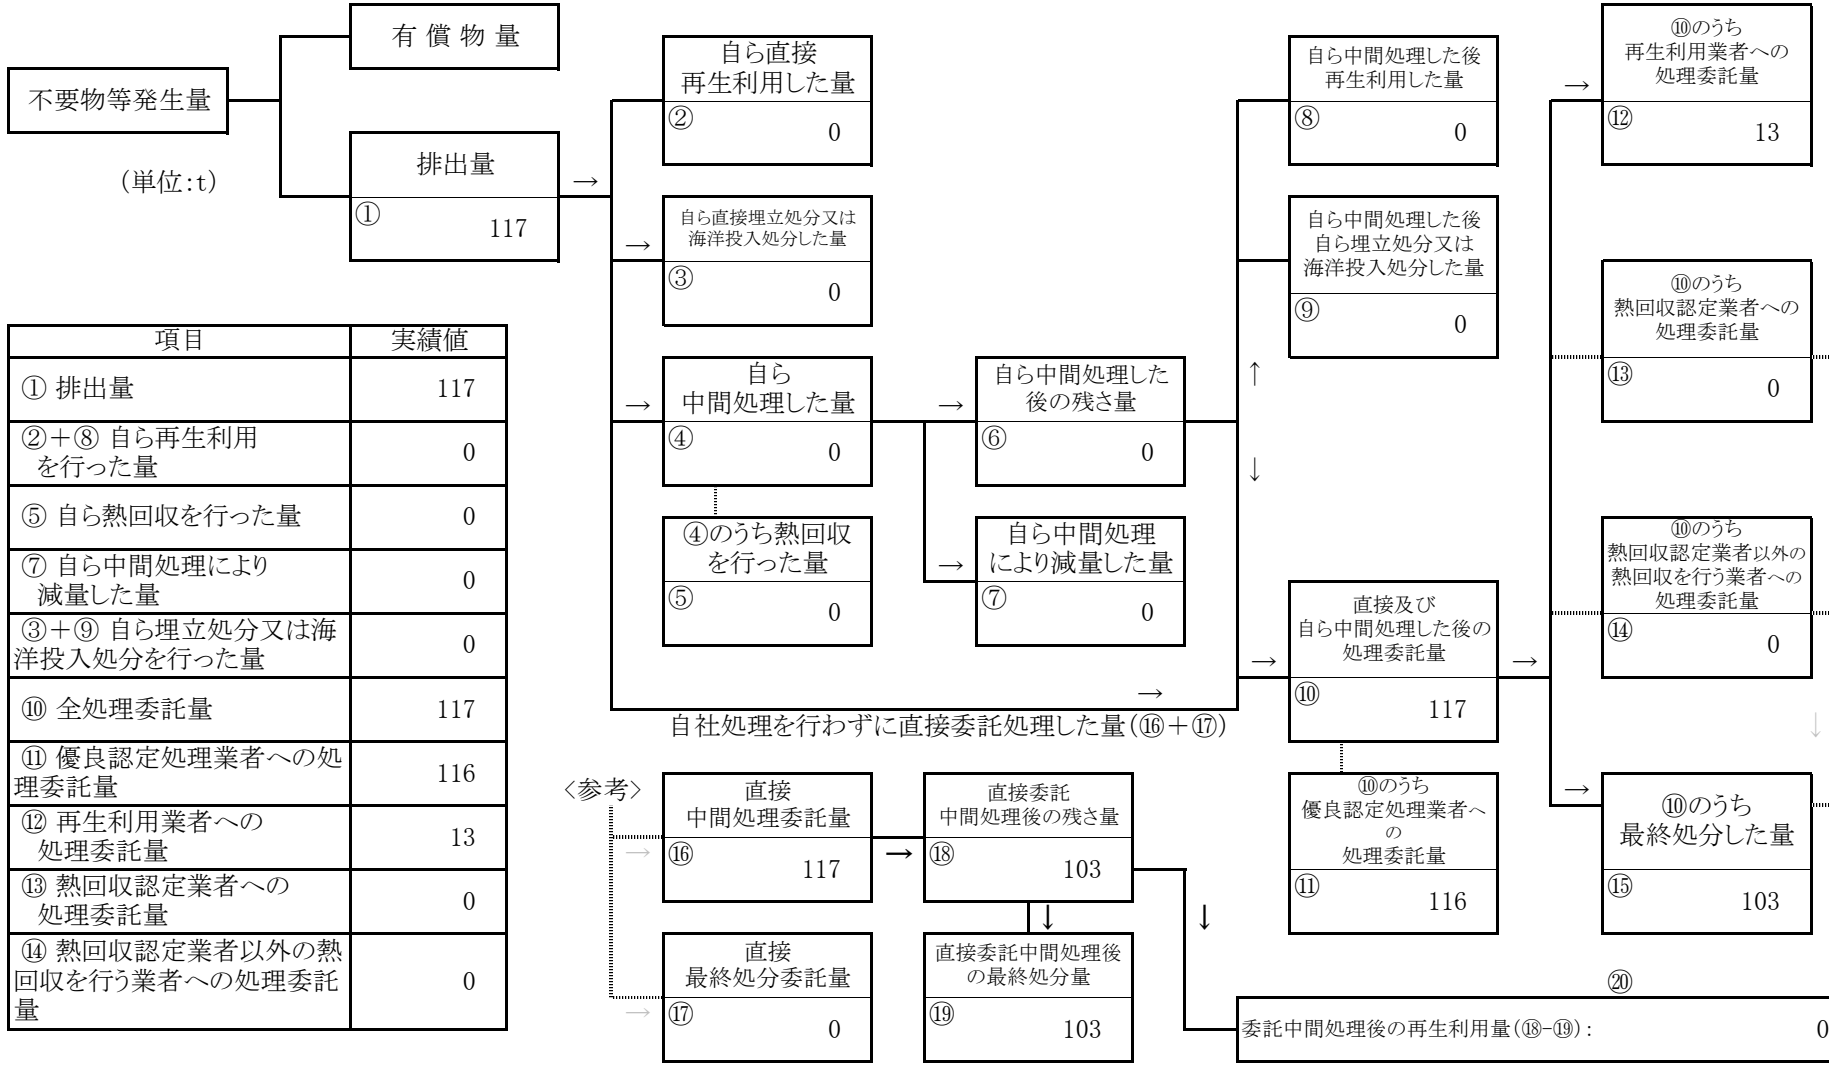 不要物等発生量
有 償 物 量
排出量
①
117
(単位:t)
→
自ら直接
再生利用した量
②
0
→
自ら直接埋立処分又は
海洋投入処分した量
③
0
→
自ら
中間処理した量
④
0
④のうち熱回収
を行った量
⑤
0
→
自ら中間処理した
後の残さ量
⑥
0
→
自ら中間処理
により減量した量
⑦
0
自ら中間処理した後
再生利用した量
⑧
0
自ら中間処理した後
自ら埋立処分又は
海洋投入処分した量
⑨
0
↑
↓
→
自社処理を行わずに直接委託処理した量(⑯+⑰)
→
直接及び
自ら中間処理した後の
処理委託量
⑩
117
⑩のうち
優良認定処理業者へ
の
処理委託量
⑪
116
→
→
⑩のうち
再生利用業者への
処理委託量
⑫
13
⑩のうち
熱回収認定業者への
処理委託量
⑬
0
⑩のうち
熱回収認定業者以外の
熱回収を行う業者への
処理委託量
⑭
0
↓
→
⑩のうち
最終処分した量
⑮
103
項目 実績値
① 排出量 117
②+⑧ 自ら再生利用
を行った量 0
⑤ 自ら熱回収を行った量 0
⑦ 自ら中間処理により
減量した量 0
③+⑨ 自ら埋立処分又は海
洋投入処分を行った量 0
⑩ 全処理委託量 117
⑪ 優良認定処理業者への処
理委託量 116
⑫ 再生利用業者への
処理委託量 13
⑬ 熱回収認定業者への
処理委託量 0
⑭ 熱回収認定業者以外の熱
回収を行う業者への処理委託
量 0
<参考>
→
直接
中間処理委託量
⑯
117
→
直接委託
中間処理後の残さ量
⑱
103
↓
↓
→
直接
最終処分委託量
⑰
0
直接委託中間処理後
の最終処分量
⑲
103
⑳
委託中間処理後の再生利用量(⑱-⑲): 0